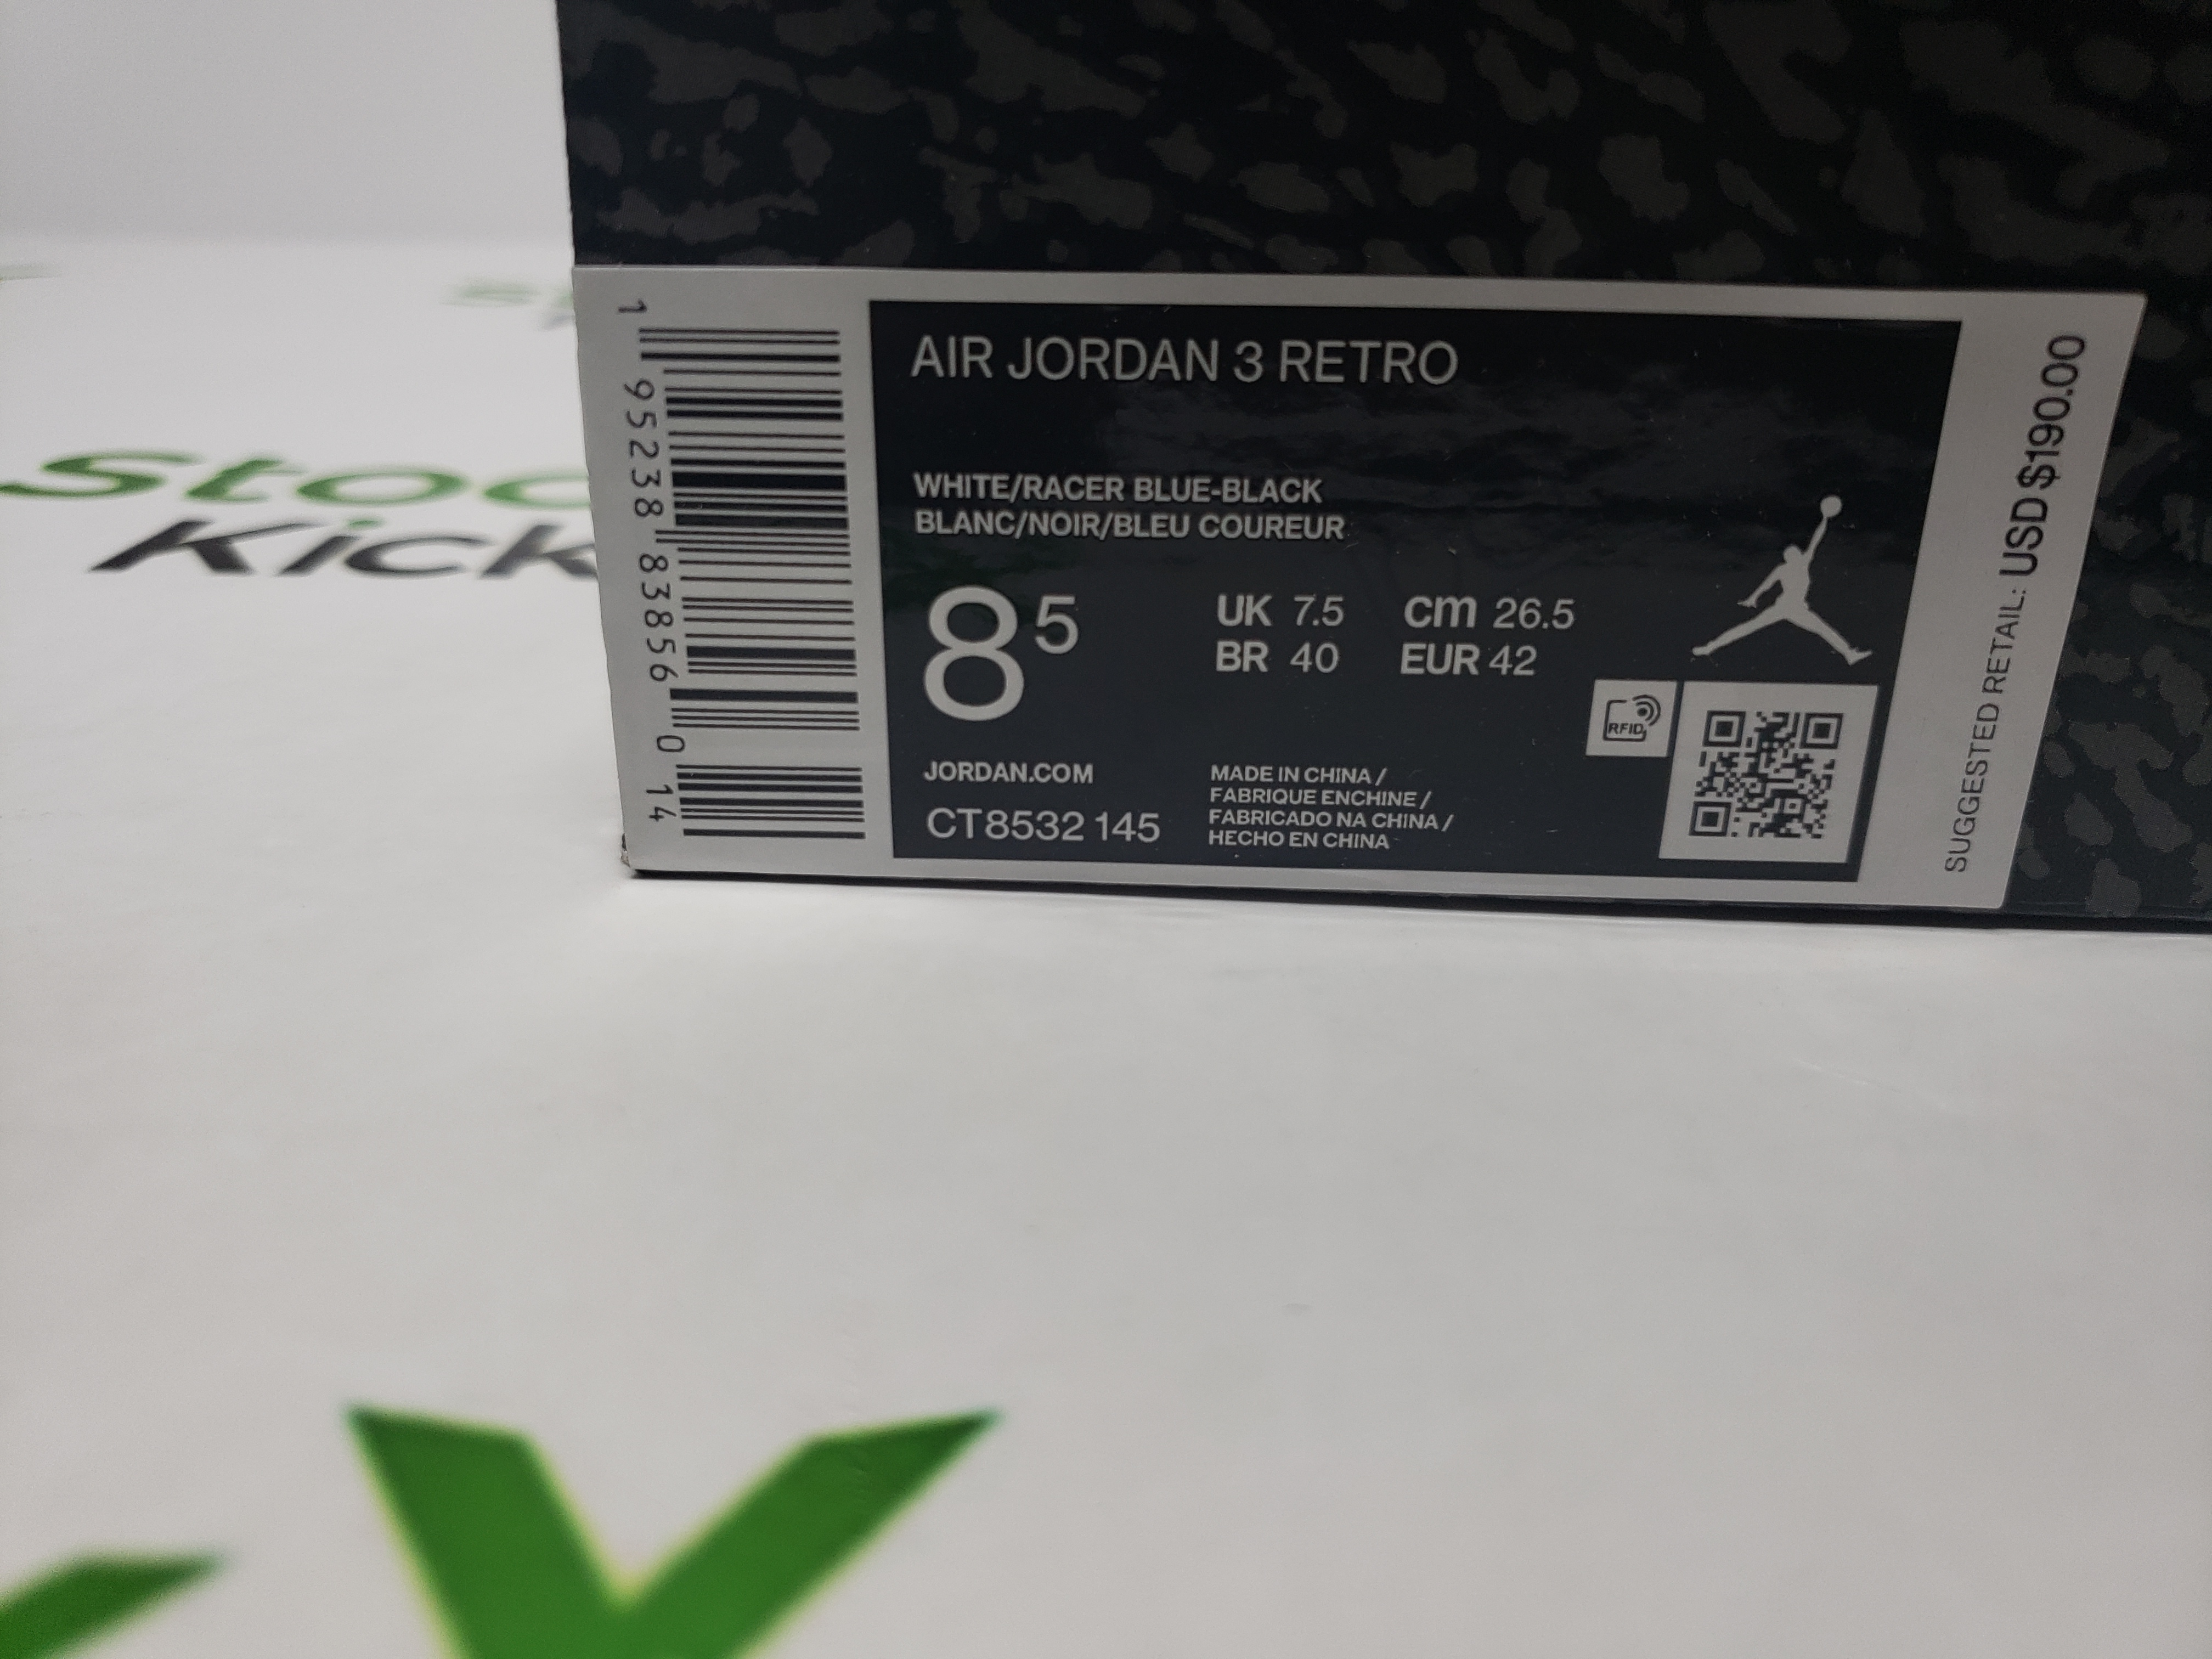 AIR JORDAN 3 RETRO
WHITE/RACER BLUE-BLACK
BLANC/NOIR/BLEU COUREUR
8⁵
UK 7.5 cm 26.5
BR 40 EUR 42
RFID
JORDAN.COM
CT8532 145
MADE IN CHINA /
FABRIQUE ENCHINE /
FABRICADO NA CHINA /
HECHO EN CHINA
SUGGESTED RETAIL: USD $190.00
1 95238 83856 0 14
Stoc
Kick